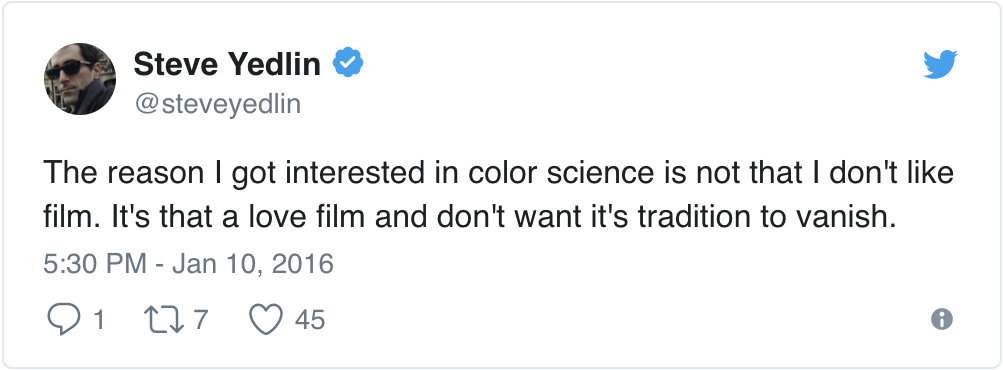 Steve Yedlin
@steveyedlin
The reason I got interested in color science is not that I don't like
film. It's that a love film and don't want it's tradition to vanish.
5:30 PM - Jan 10, 2016
1 7 45